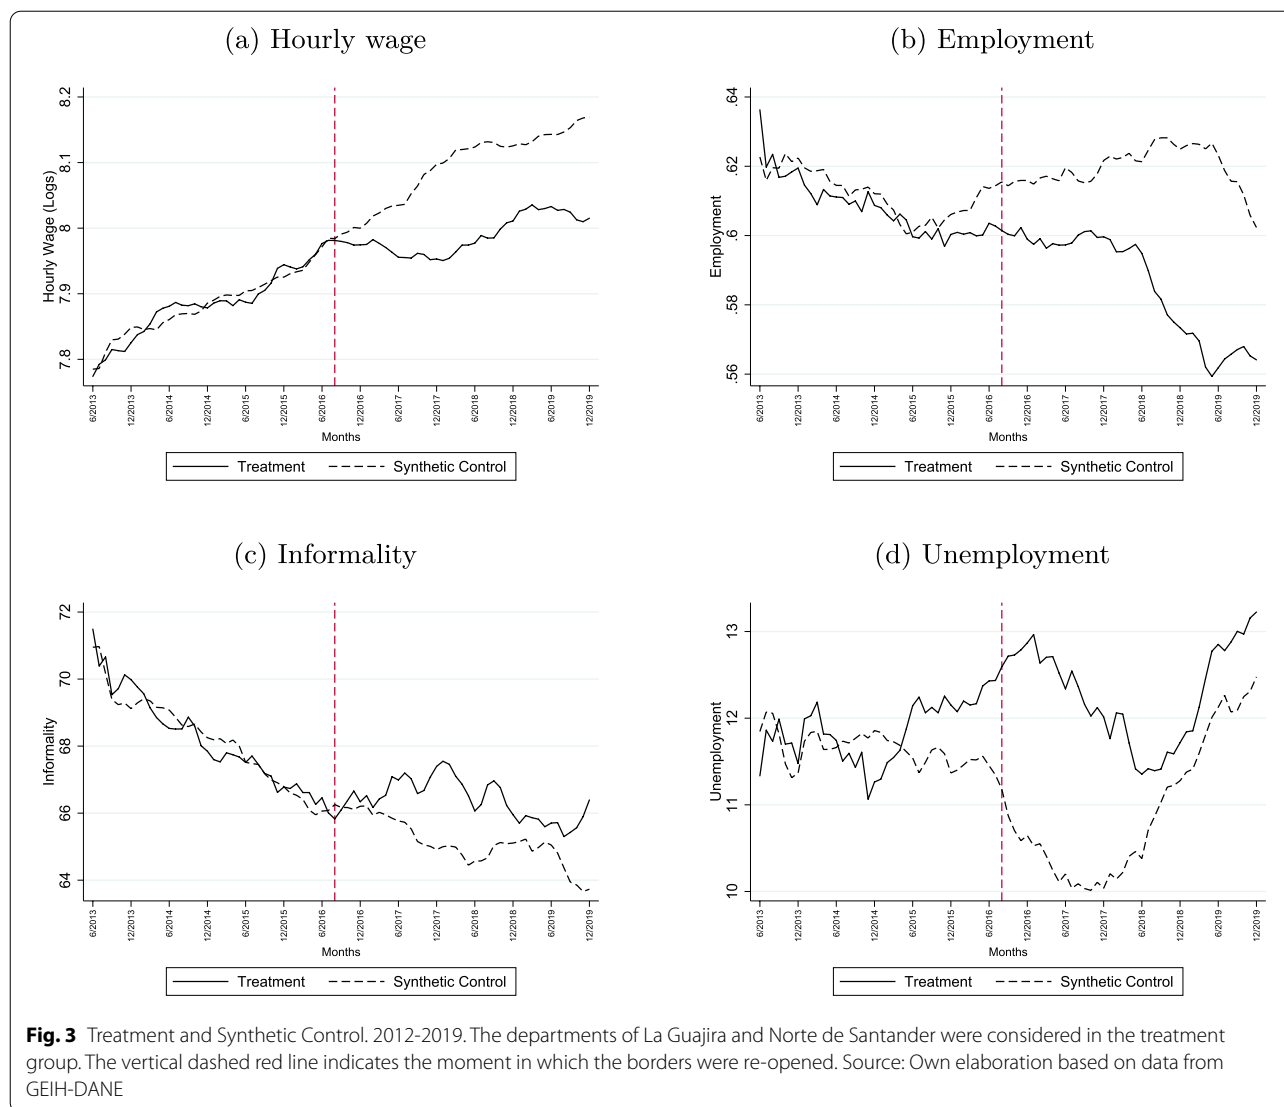 (a) Hourly wage
Hourly Wage (Logs)
8.2
8.1
8
7.9
7.8
6/2013 12/2013 6/2014 12/2014 6/2015 12/2015 6/2016 12/2016 6/2017 12/2017 6/2018 12/2018 6/2019 12/2019
Months
Treatment Synthetic Control
(b) Employment
Employment
.64
.62
.6
.58
.56
6/2013 12/2013 6/2014 12/2014 6/2015 12/2015 6/2016 12/2016 6/2017 12/2017 6/2018 12/2018 6/2019 12/2019
Months
Treatment Synthetic Control
(c) Informality
Informality
72
70
68
66
64
6/2013 12/2013 6/2014 12/2014 6/2015 12/2015 6/2016 12/2016 6/2017 12/2017 6/2018 12/2018 6/2019 12/2019
Months
Treatment Synthetic Control
(d) Unemployment
Unemployment
13
12
11
10
6/2013 12/2013 6/2014 12/2014 6/2015 12/2015 6/2016 12/2016 6/2017 12/2017 6/2018 12/2018 6/2019 12/2019
Months
Treatment Synthetic Control
Fig. 3 Treatment and Synthetic Control. 2012-2019. The departments of La Guajira and Norte de Santander were considered in the treatment
group. The vertical dashed red line indicates the moment in which the borders were re-opened. Source: Own elaboration based on data from
GEIH-DANE